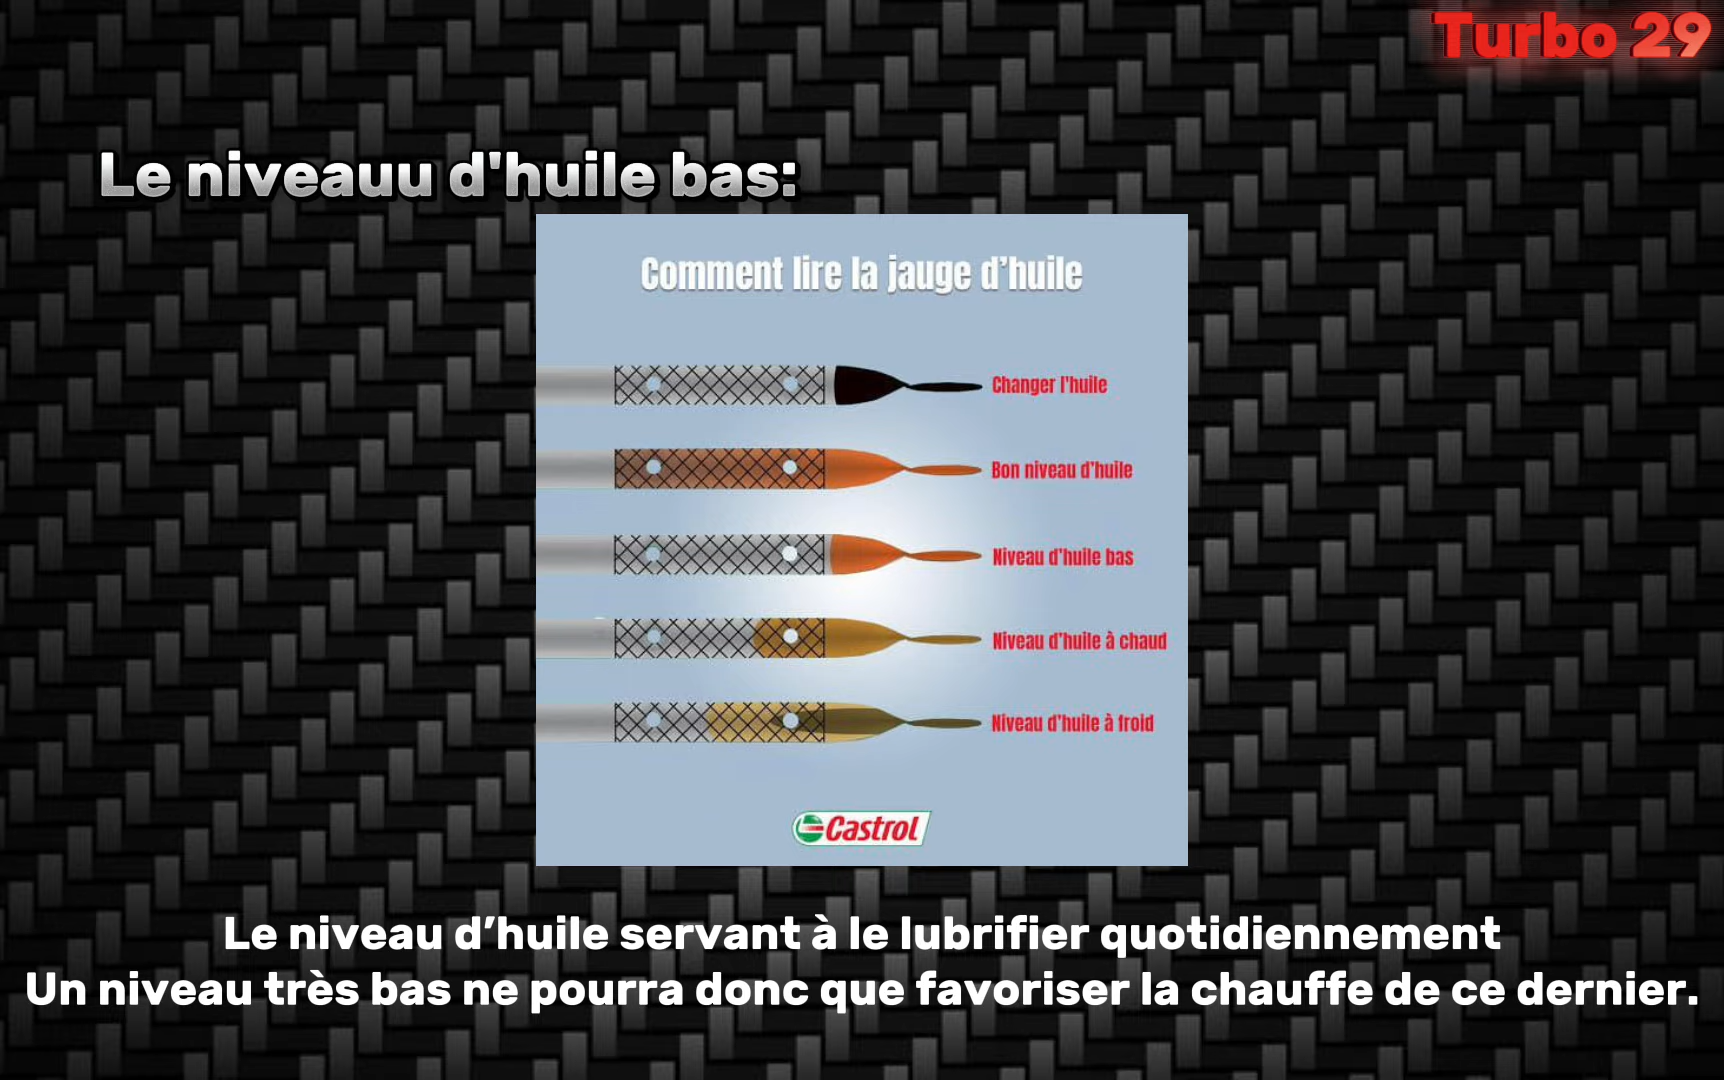 Turbo 29
Le niveauu d'huile bas:
Comment lire la jauge d’huile
Changer l'huile
Bon niveau d'huile
Niveau d'huile bas
Niveau d'huile à chaud
Niveau d'huile à froid
Castrol
Le niveau d’huile servant à le lubrifier quotidiennement
Un niveau très bas ne pourra donc que favoriser la chauffe de ce dernier.